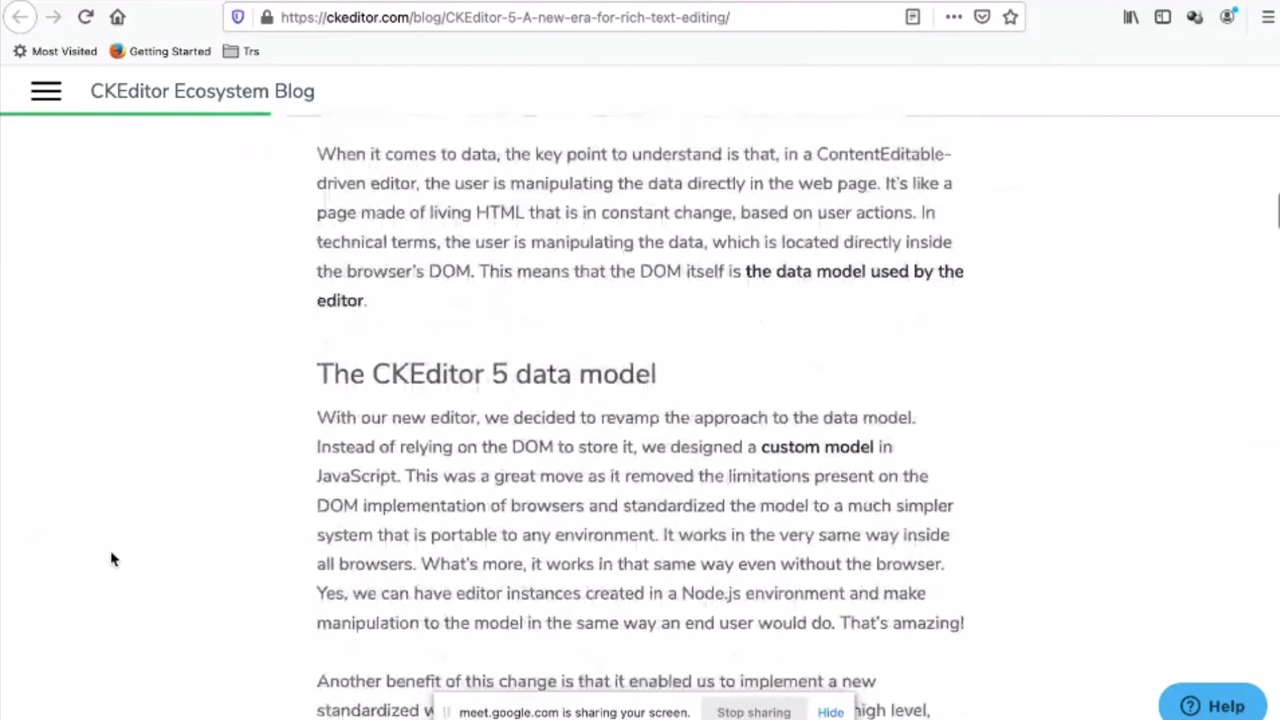 https://ckeditor.com/blog/CKEditor-5-A-new-era-for-rich-text-editing/
Most Visited Getting Started Trs
CKEditor Ecosystem Blog
When it comes to data, the key point to understand is that, in a ContentEditable-
driven editor, the user is manipulating the data directly in the web page. It's like a
page made of living HTML that is in constant change, based on user actions. In
technical terms, the user is manipulating the data, which is located directly inside
the browser's DOM. This means that the DOM itself is the data model used by the
editor.
The CKEditor 5 data model
With our new editor, we decided to revamp the approach to the data model.
Instead of relying on the DOM to store it, we designed a custom model in
JavaScript. This was a great move as it removed the limitations present on the
DOM implementation of browsers and standardized the model to a much simpler
system that is portable to any environment. It works in the very same way inside
all browsers. What's more, it works in that same way even without the browser.
Yes, we can have editor instances created in a Node.js environment and make
manipulation to the model in the same way an end user would do. That's amazing!
Another benefit of this change is that it enabled us to implement a new
standardized high level,
meet.google.com is sharing your screen. Stop sharing Hide
Help